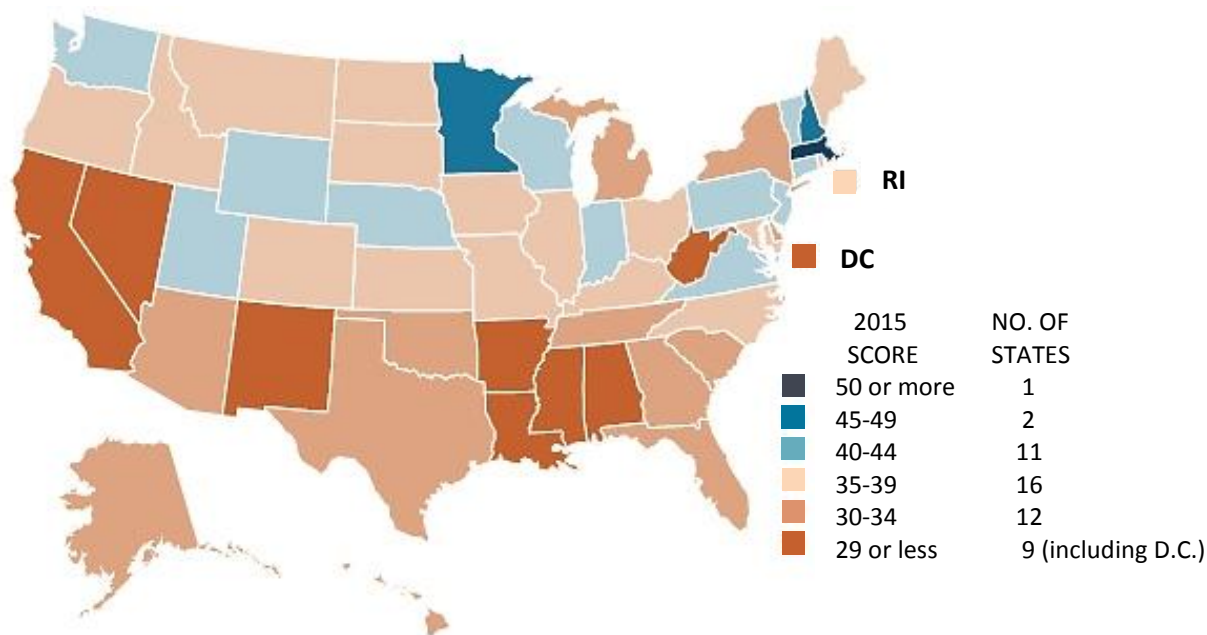 RI
DC
2015 NO. OF
SCORE STATES
50 or more 1
45-49 2
40-44 11
35-39 16
30-34 12
29 or less 9 (including D.C.)